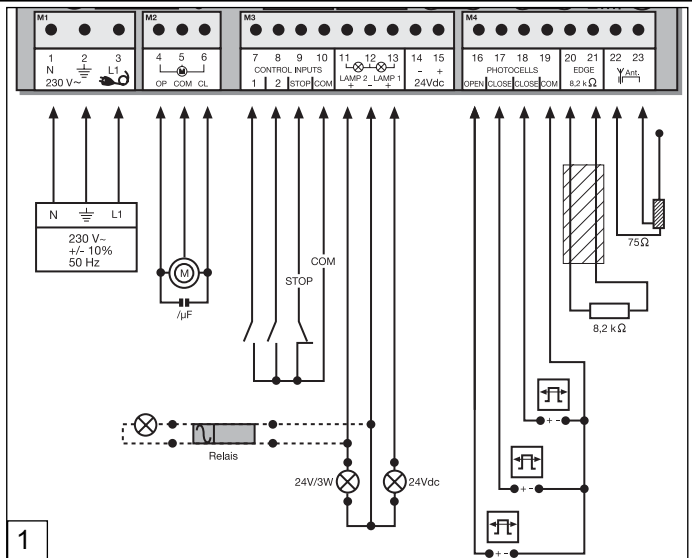 M1
M2
M3
M4
1 2 3
4 5 6
7 8 9 10 11 12 13 14 15
16 17 18 19 20 21 22 23
N L1
230 V~
M
OP COM CL
CONTROL INPUTS
1 2 STOP COM
LAMP 2 LAMP 1
+ - +
- +
24Vdc
PHOTOCELLS
OPEN CLOSE CLOSE COM
EDGE
8,2 kΩ
Ant.
N L1
230 V~
+/- 10%
50 Hz
M
/µF
STOP
COM
75Ω
8,2 kΩ
+ -
Relais
24V/3W
24Vdc
+ -
+ -
1